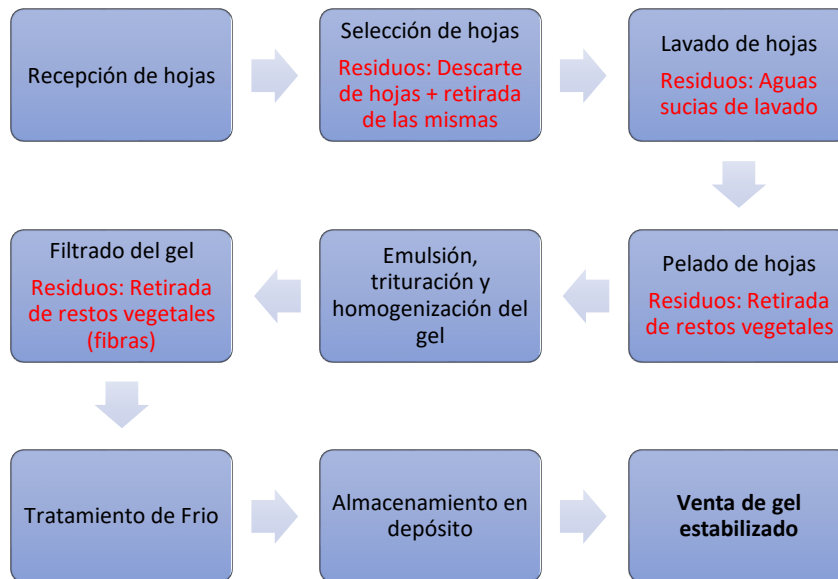 Recepción de hojas
Selección de hojas
Residuos: Descarte
de hojas + retirada
de las mismas
Lavado de hojas
Residuos: Aguas
sucias de lavado
Pelado de hojas
Residuos: Retirada
de restos vegetales
Emulsión,
trituración y
homogenización del
gel
Filtrado del gel
Residuos: Retirada
de restos vegetales
(fibras)
Tratamiento de Frio
Almacenamiento en
depósito
Venta de gel
estabilizado